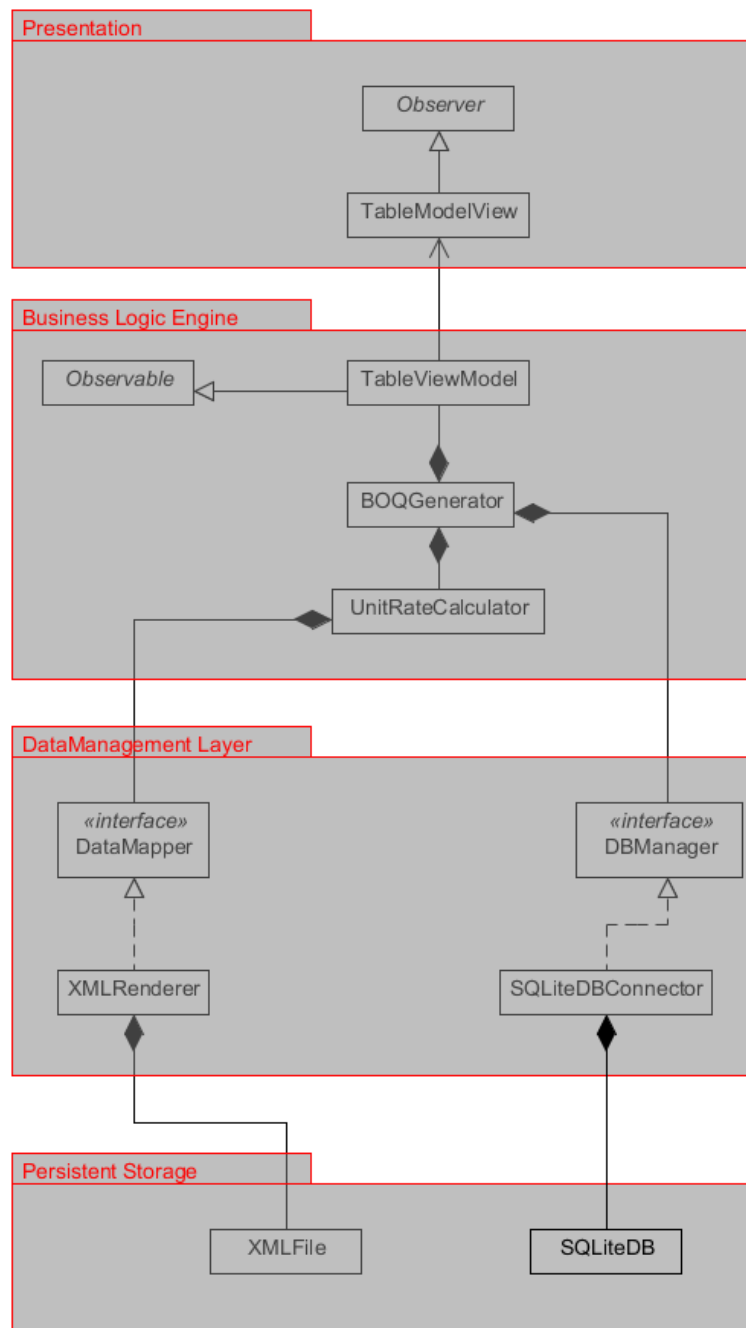 Presentation
Observer
TableModelView
Business Logic Engine
Observable
TableViewModel
BOQGenerator
UnitRateCalculator
DataManagement Layer
«interface»
DataMapper
«interface»
DBManager
XMLRenderer
SQLiteDBConnector
Persistent Storage
XMLFile
SQLiteDB